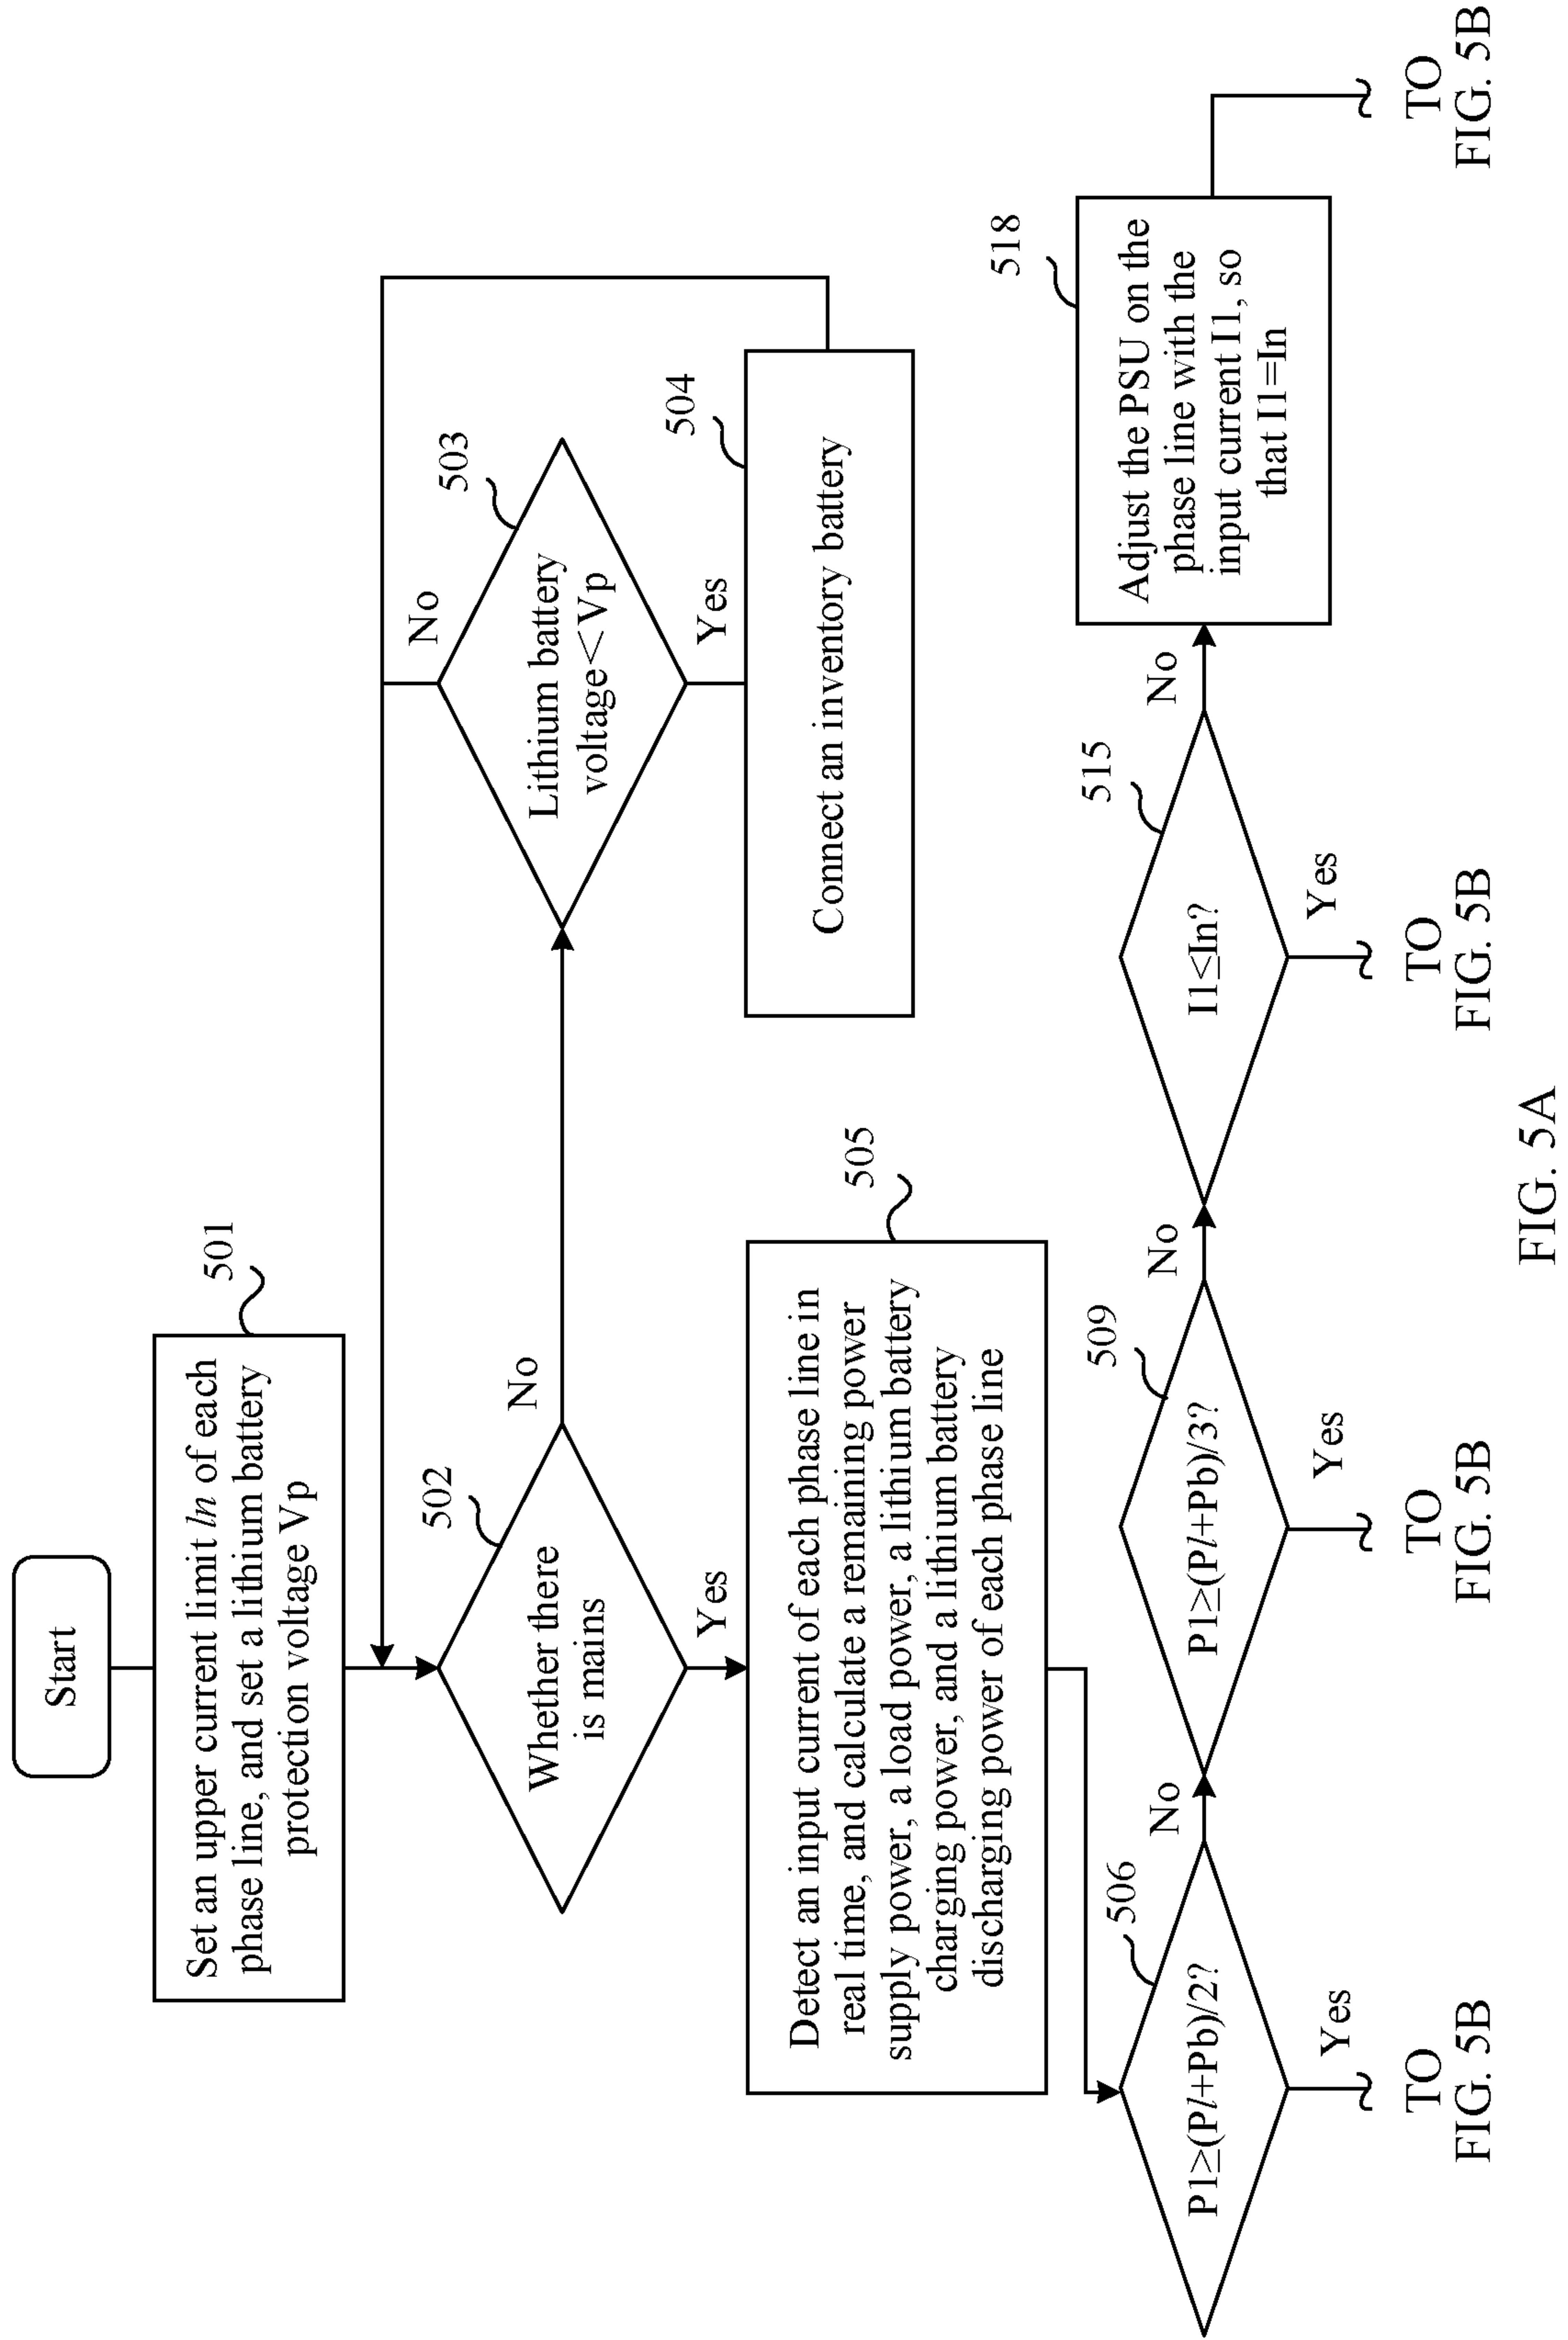 Start
501
Set an upper current limit In of each
phase line, and set a lithium battery
protection voltage Vp
502
Whether there
is mains
No
Yes
503
Lithium battery
voltage<Vp
No
Yes
504
Connect an inventory battery
505
Detect an input current of each phase line in
real time, and calculate a remaining power
supply power, a load power, a lithium battery
charging power, and a lithium battery
discharging power of each phase line
506
P1≥(Pl+Pb)/2?
No
Yes
TO
FIG. 5B
509
P1≥(Pl+Pb)/3?
No
Yes
TO
FIG. 5B
515
I1≤In?
No
Yes
TO
FIG. 5B
518
Adjust the PSU on the
phase line with the
input current I1, so
that I1=In
TO
FIG. 5B
FIG. 5A